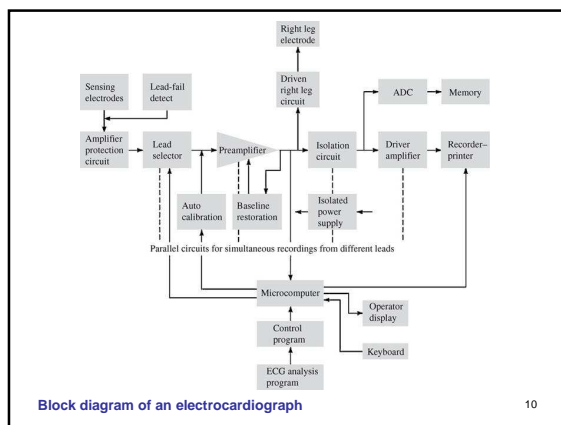 Right leg
electrode
Sensing
electrodes
Lead-fail
detect
Driven
right leg
circuit
ADC
Memory
Amplifier
protection
circuit
Lead
selector
Preamplifier
Isolation
circuit
Driver
amplifier
Recorder–
printer
Auto
calibration
Baseline
restoration
Isolated
power
supply
Parallel circuits for simultaneous recordings from different leads
Microcomputer
Operator
display
Control
program
Keyboard
ECG analysis
program
Block diagram of an electrocardiograph
10